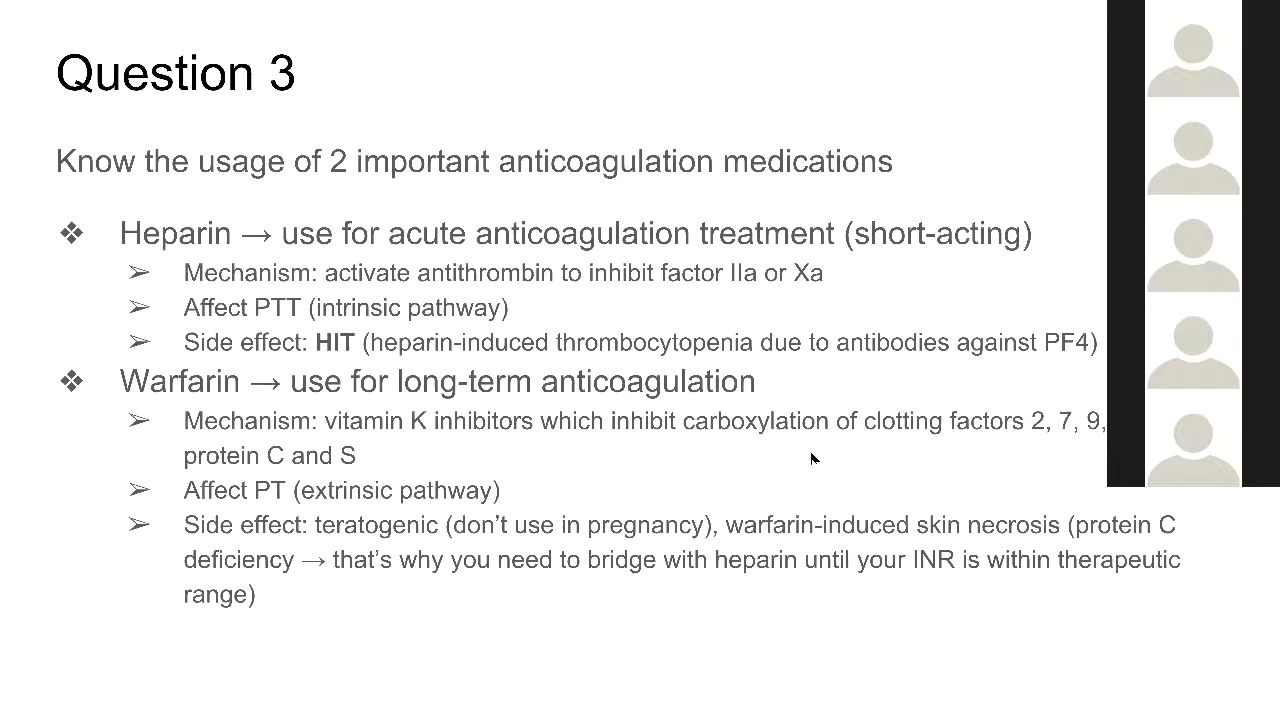 Question 3
Know the usage of 2 important anticoagulation medications
❖ Heparin → use for acute anticoagulation treatment (short-acting)
➢ Mechanism: activate antithrombin to inhibit factor IIa or Xa
➢ Affect PTT (intrinsic pathway)
➢ Side effect: HIT (heparin-induced thrombocytopenia due to antibodies against PF4)
❖ Warfarin → use for long-term anticoagulation
➢ Mechanism: vitamin K inhibitors which inhibit carboxylation of clotting factors 2, 7, 9,
protein C and S
➢ Affect PT (extrinsic pathway)
➢ Side effect: teratogenic (don’t use in pregnancy), warfarin-induced skin necrosis (protein C
deficiency → that’s why you need to bridge with heparin until your INR is within therapeutic
range)